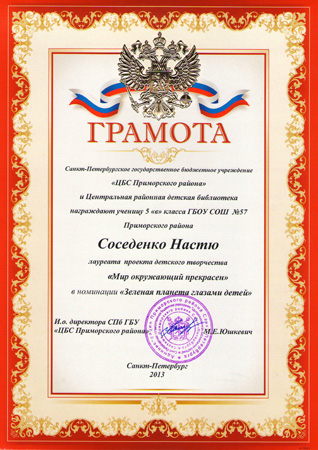 ГРАМОТА
Санкт-Петербургское государственное бюджетное учреждение
«ЦБС Приморского района»
и Центральная районная детская библиотека
награждают ученицу 5 «а» класса ГБОУ СОШ №57
Приморского района
Соседенко Настю
лауреата проекта детского творчества
«Мир окружающий прекрасен»
в номинации «Зеленая планета глазами детей»
И.о. директора СПб ГБУ
«ЦБС Приморского района» М.Е.Юшкевич
Санкт-Петербург
2013